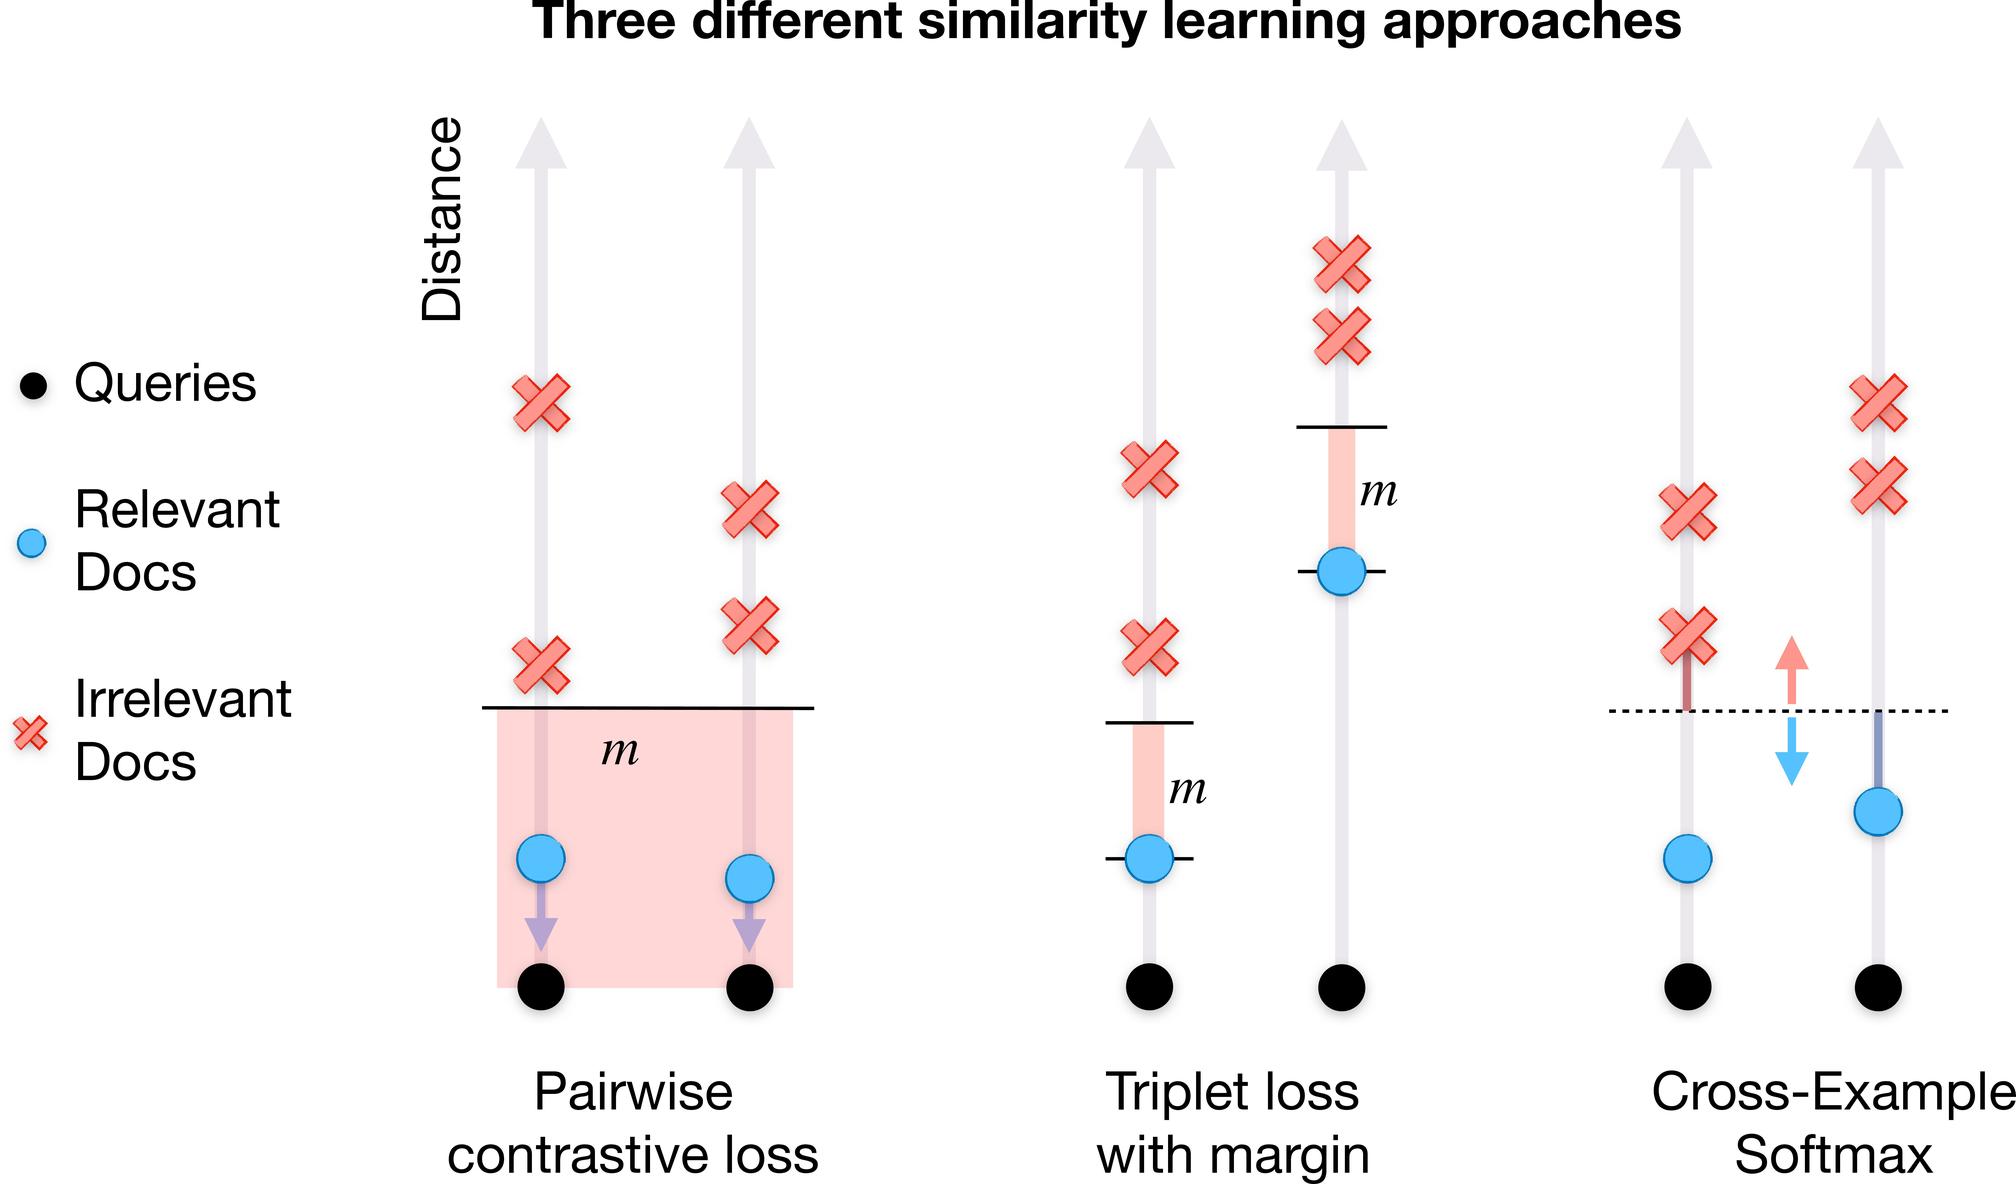 Three different similarity learning approaches
Distance
Queries
Relevant
Docs
Irrelevant
Docs
m
m
m
Pairwise
contrastive loss
Triplet loss
with margin
Cross-Example
Softmax